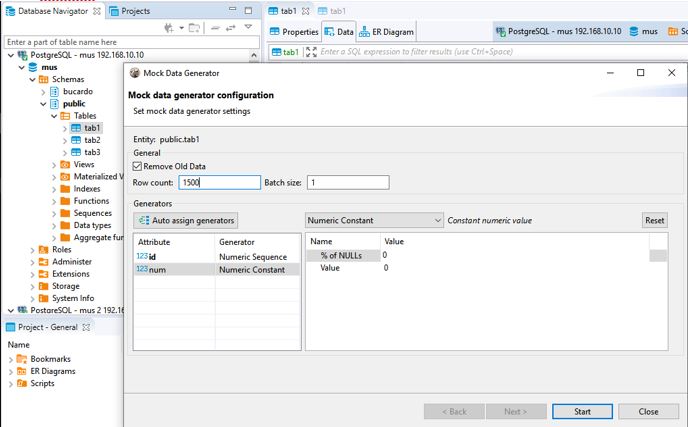 Database Navigator
Projects
Enter a part of table name here
PostgreSQL - mus 192.168.10.10
mus
Schemas
bucardo
public
Tables
tab1
tab2
tab3
Views
Materialized V
Indexes
Functions
Sequences
Data types
Aggregate fun
Roles
Administer
Extensions
Storage
System Info
PostgreSQL - mus 2 192.16
Project - General
Name
Bookmarks
ER Diagrams
Scripts
tab1
tab1
Properties
Data
ER Diagram
PostgreSQL - mus 192.168.10.10
mus
Sc
tab1
Enter a SQL expression to filter results (use Ctrl+Space)
Mock Data Generator
Mock data generator configuration
Set mock data generator settings
Entity: public.tab1
General
Remove Old Data
Row count: 1500 Batch size: 1
Generators
Auto assign generators
Numeric Constant
Constant numeric value
Reset
Attribute Generator
123 id Numeric Sequence
123 num Numeric Constant
Name Value
% of NULLs 0
Value 0
< Back Next > Start Close